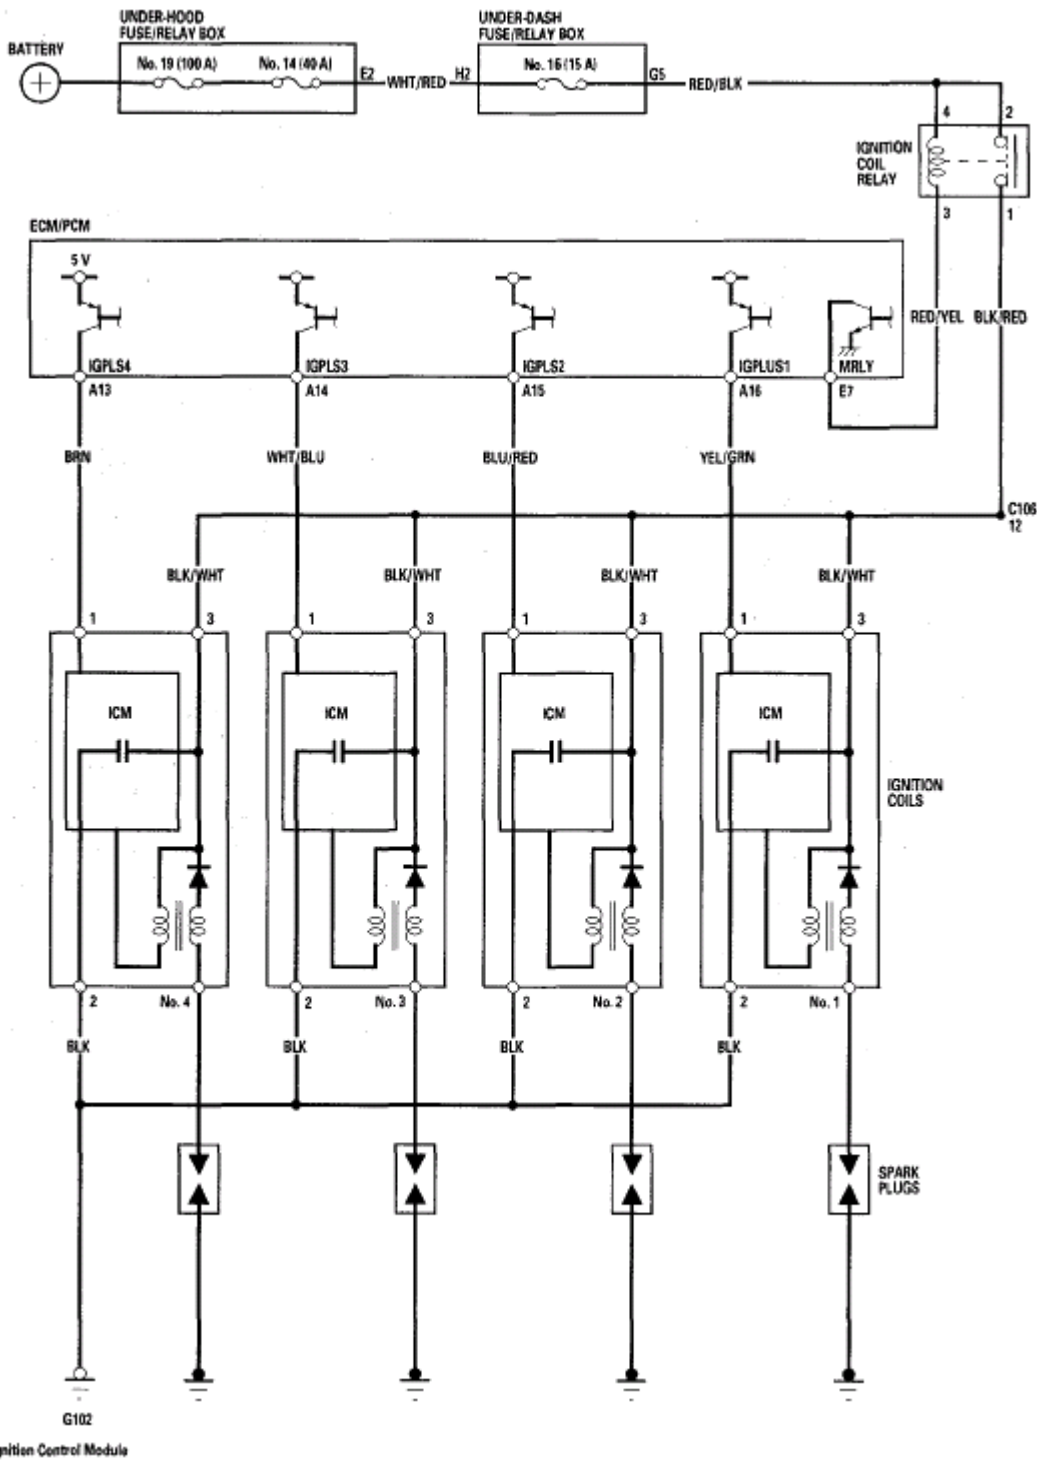 UNDER-HOOD
FUSE/RELAY BOX
UNDER-DASH
FUSE/RELAY BOX
BATTERY
No. 19 (100 A)
No. 14 (40 A)
E2
WHT/RED
H2
No. 16 (15 A)
G5
RED/BLK
4
2
IGNITION
COIL
RELAY
3
1
ECM/PCM
5 V
RED/YEL
BLK/RED
IGPLS4
IGPLS3
IGPLS2
IGPLUS1
MRLY
A13
A14
A15
A16
E7
BRN
WHT/BLU
BLU/RED
YEL/GRN
C106
12
BLK/WHT
BLK/WHT
BLK/WHT
BLK/WHT
1
3
1
3
1
3
1
3
ICM
ICM
ICM
ICM
IGNITION
COILS
2
No. 4
2
No. 3
2
No. 2
2
No. 1
BLK
BLK
BLK
BLK
SPARK
PLUGS
G102
gnition Control Module